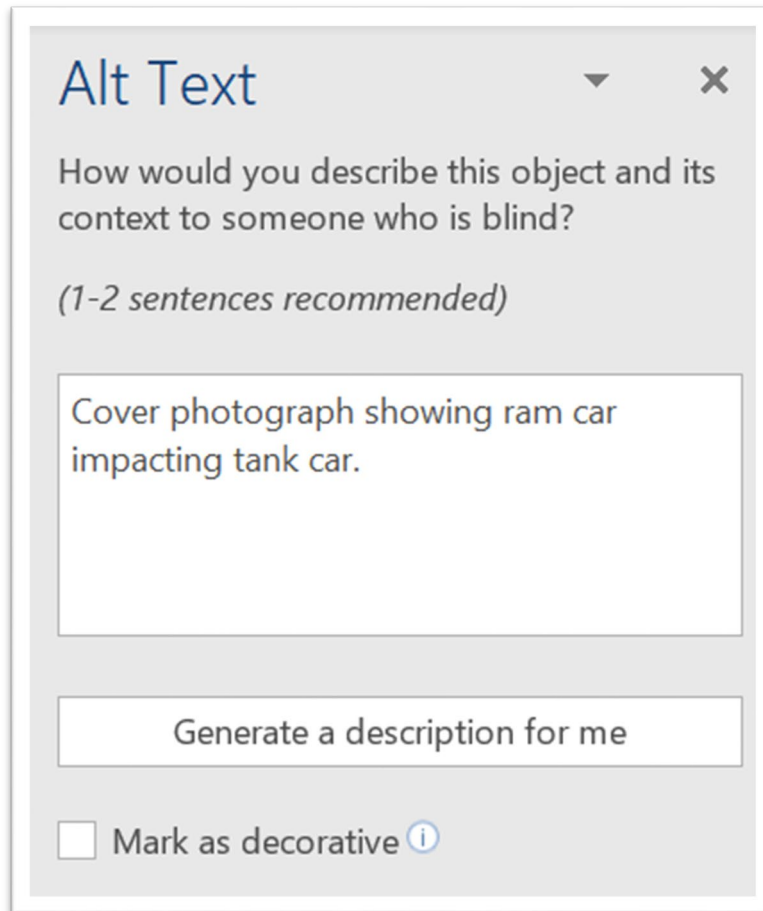 Alt Text
How would you describe this object and its
context to someone who is blind?
(1-2 sentences recommended)
Cover photograph showing ram car
impacting tank car.
Generate a description for me
Mark as decorative